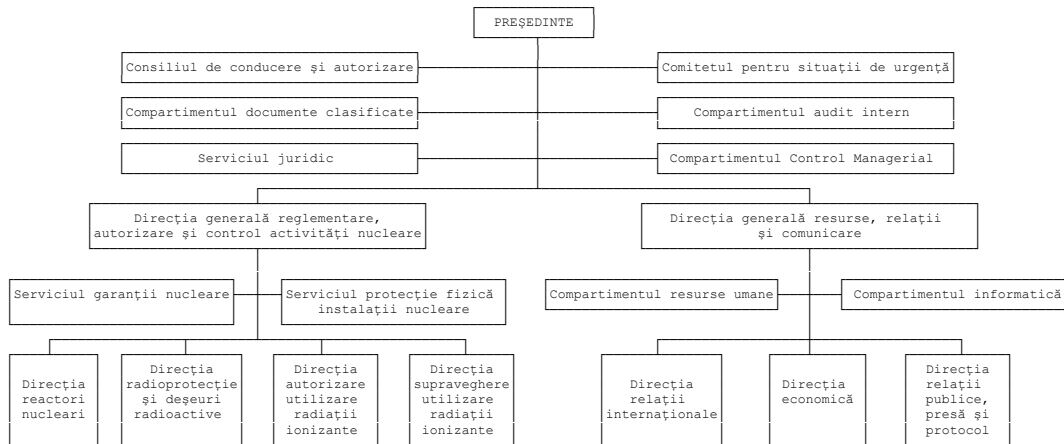 PREŞEDINTE
Consiliul de conducere şi autorizare
Comitetul pentru situaţii de urgenţă
Compartimentul documente clasificate
Compartimentul audit intern
Serviciul juridic
Compartimentul Control Managerial
Direcţia generală reglementare,
autorizare şi control activităţi nucleare
Direcţia generală resurse, relaţii
şi comunicare
Serviciul garanţii nucleare
Serviciul protecţie fizică
instalaţii nucleare
Compartimentul resurse umane
Compartimentul informatică
Direcţia
reactori
nucleari
Direcţia
radioprotecţie
şi deşeuri
radioactive
Direcţia
autorizare
utilizare
radiaţii
ionizante
Direcţia
supraveghere
utilizare
radiaţii
ionizante
Direcţia
relaţii
internaţionale
Direcţia
economică
Direcţia
relaţii
publice,
presă şi
protocol